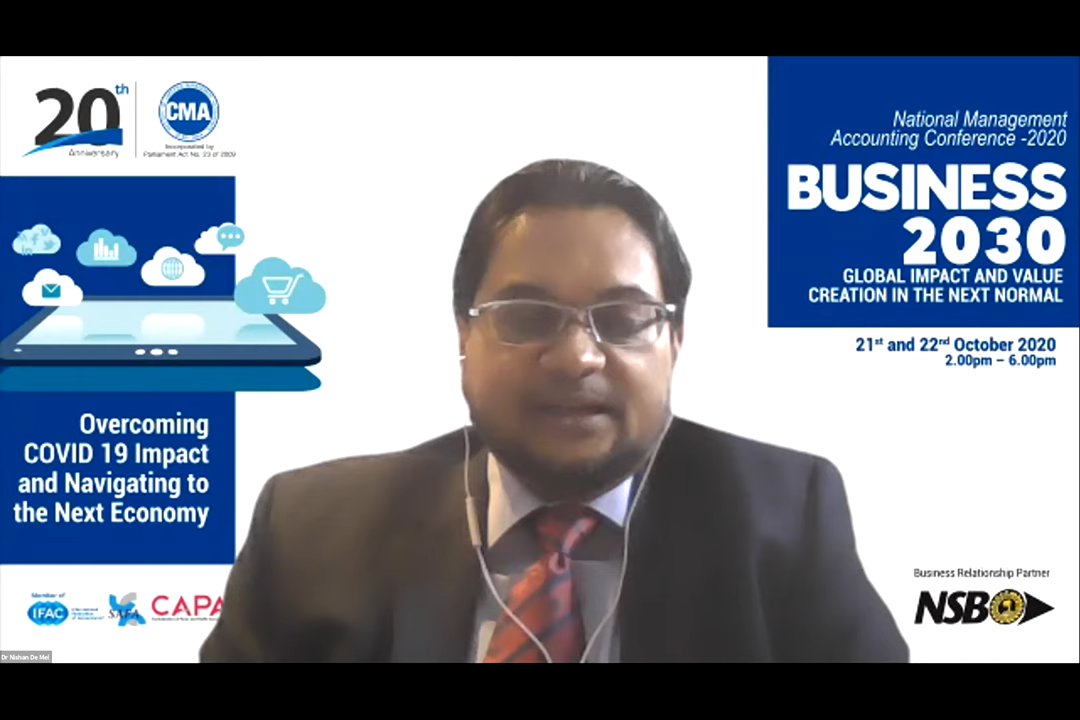 20th
Anniversary
CMA
Incorporated by
Parliament Act No. 23 of 2009
National Management
Accounting Conference -2020
BUSINESS
2030
GLOBAL IMPACT AND VALUE
CREATION IN THE NEXT NORMAL
21st and 22nd October 2020
2.00pm – 6.00pm
Overcoming
COVID 19 Impact
and Navigating to
the Next Economy
Member of
IFAC
SAFA
CAPA
Business Relationship Partner
NSB
Dr Nishan De Mel